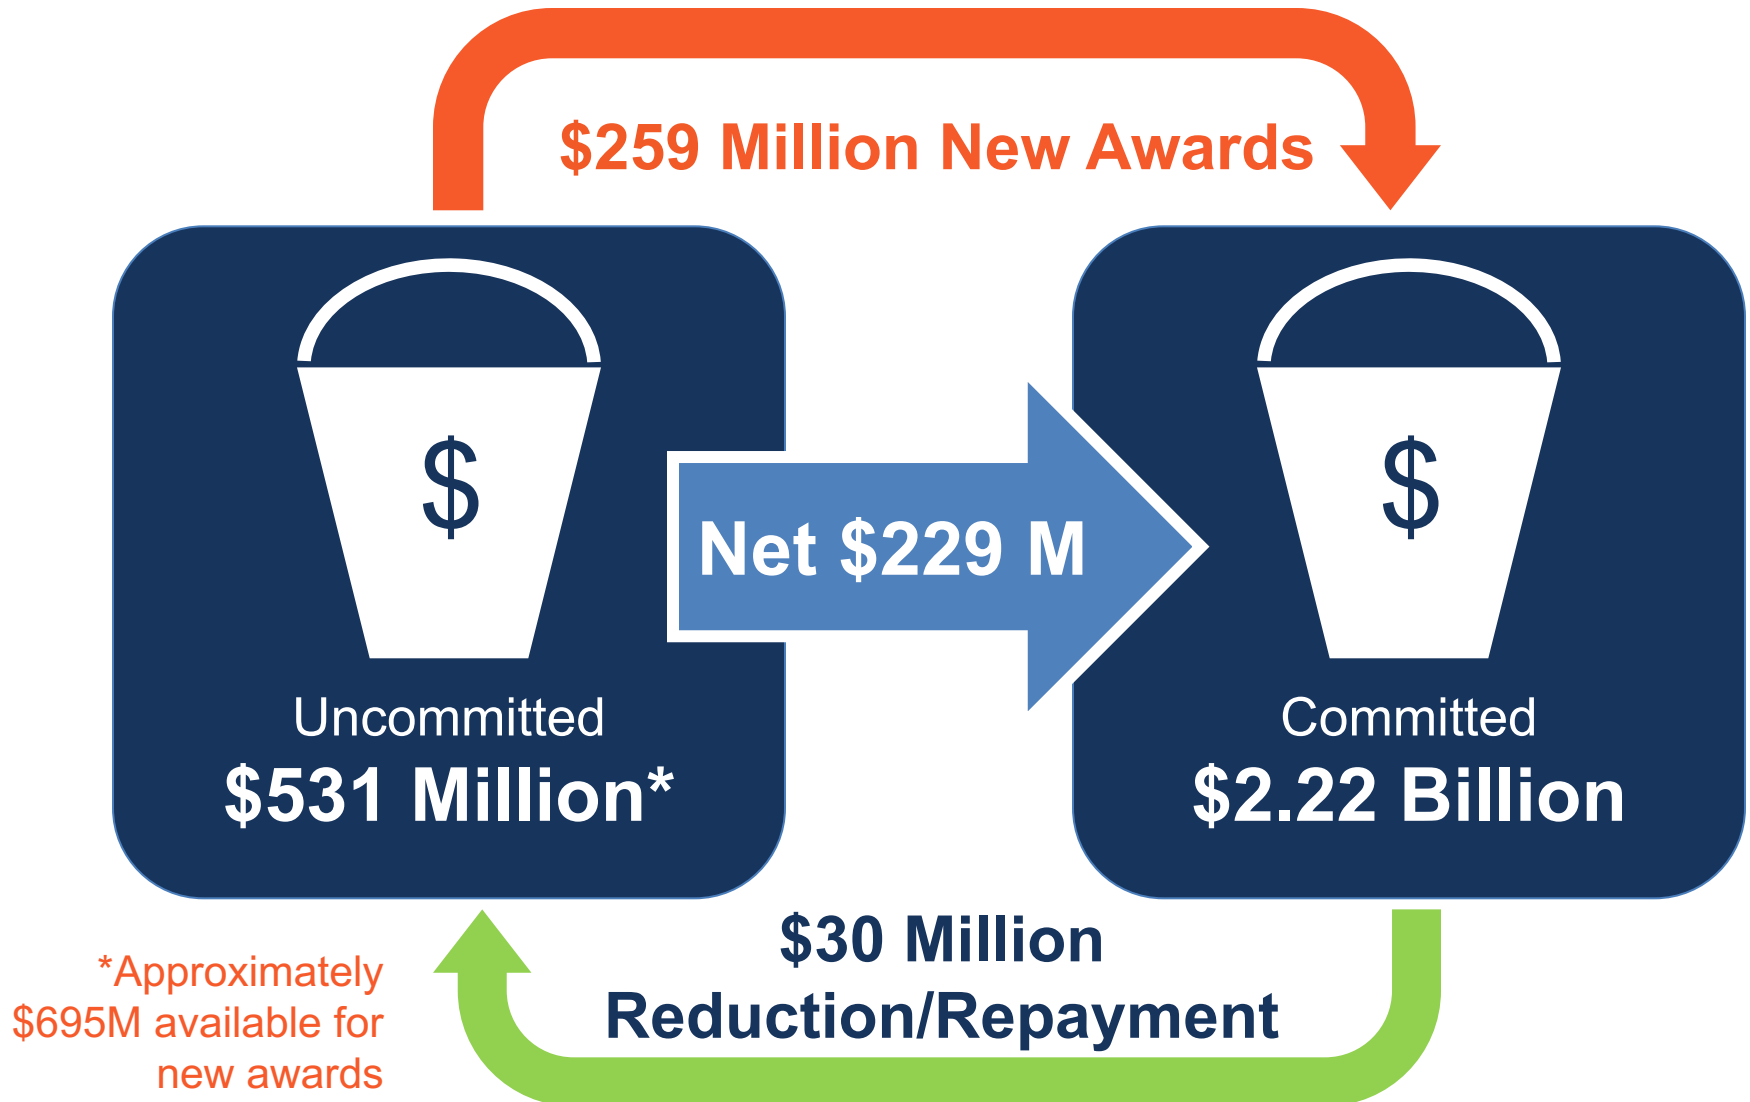 $259 Million New Awards
$
$
Net $229 M
Uncommitted
$531 Million*
Committed
$2.22 Billion
$30 Million
Reduction/Repayment
*Approximately
$695M available for
new awards